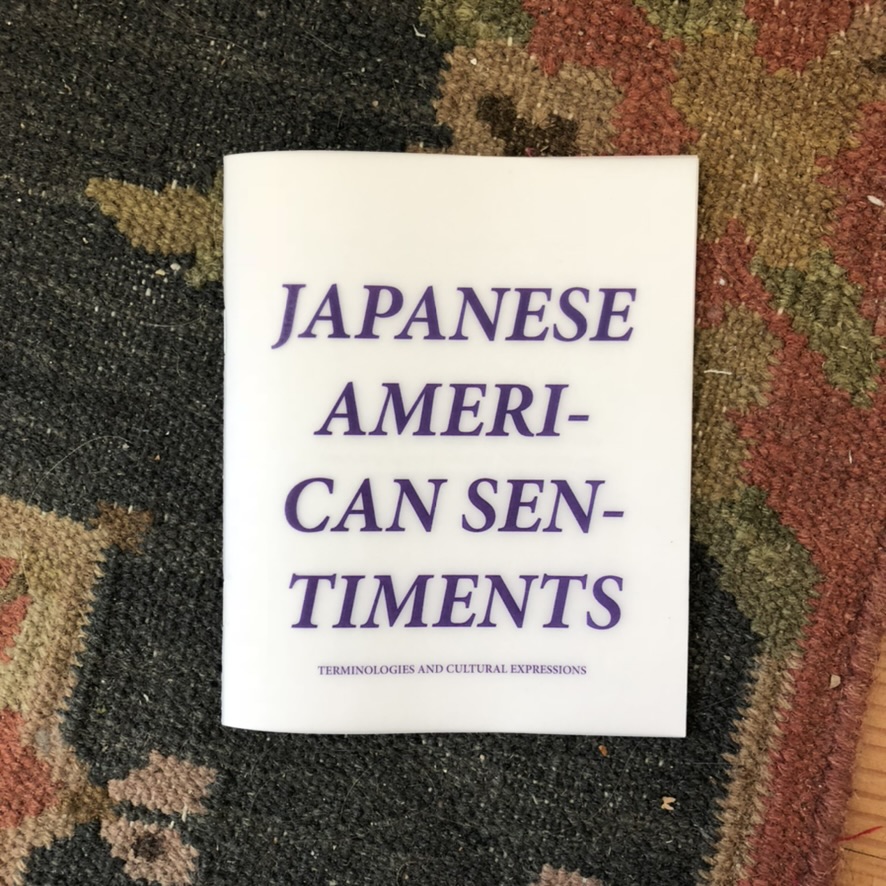 JAPANESE
AMERI-
CAN SEN-
TIMENTS
TERMINOLOGIES AND CULTURAL EXPRESSIONS